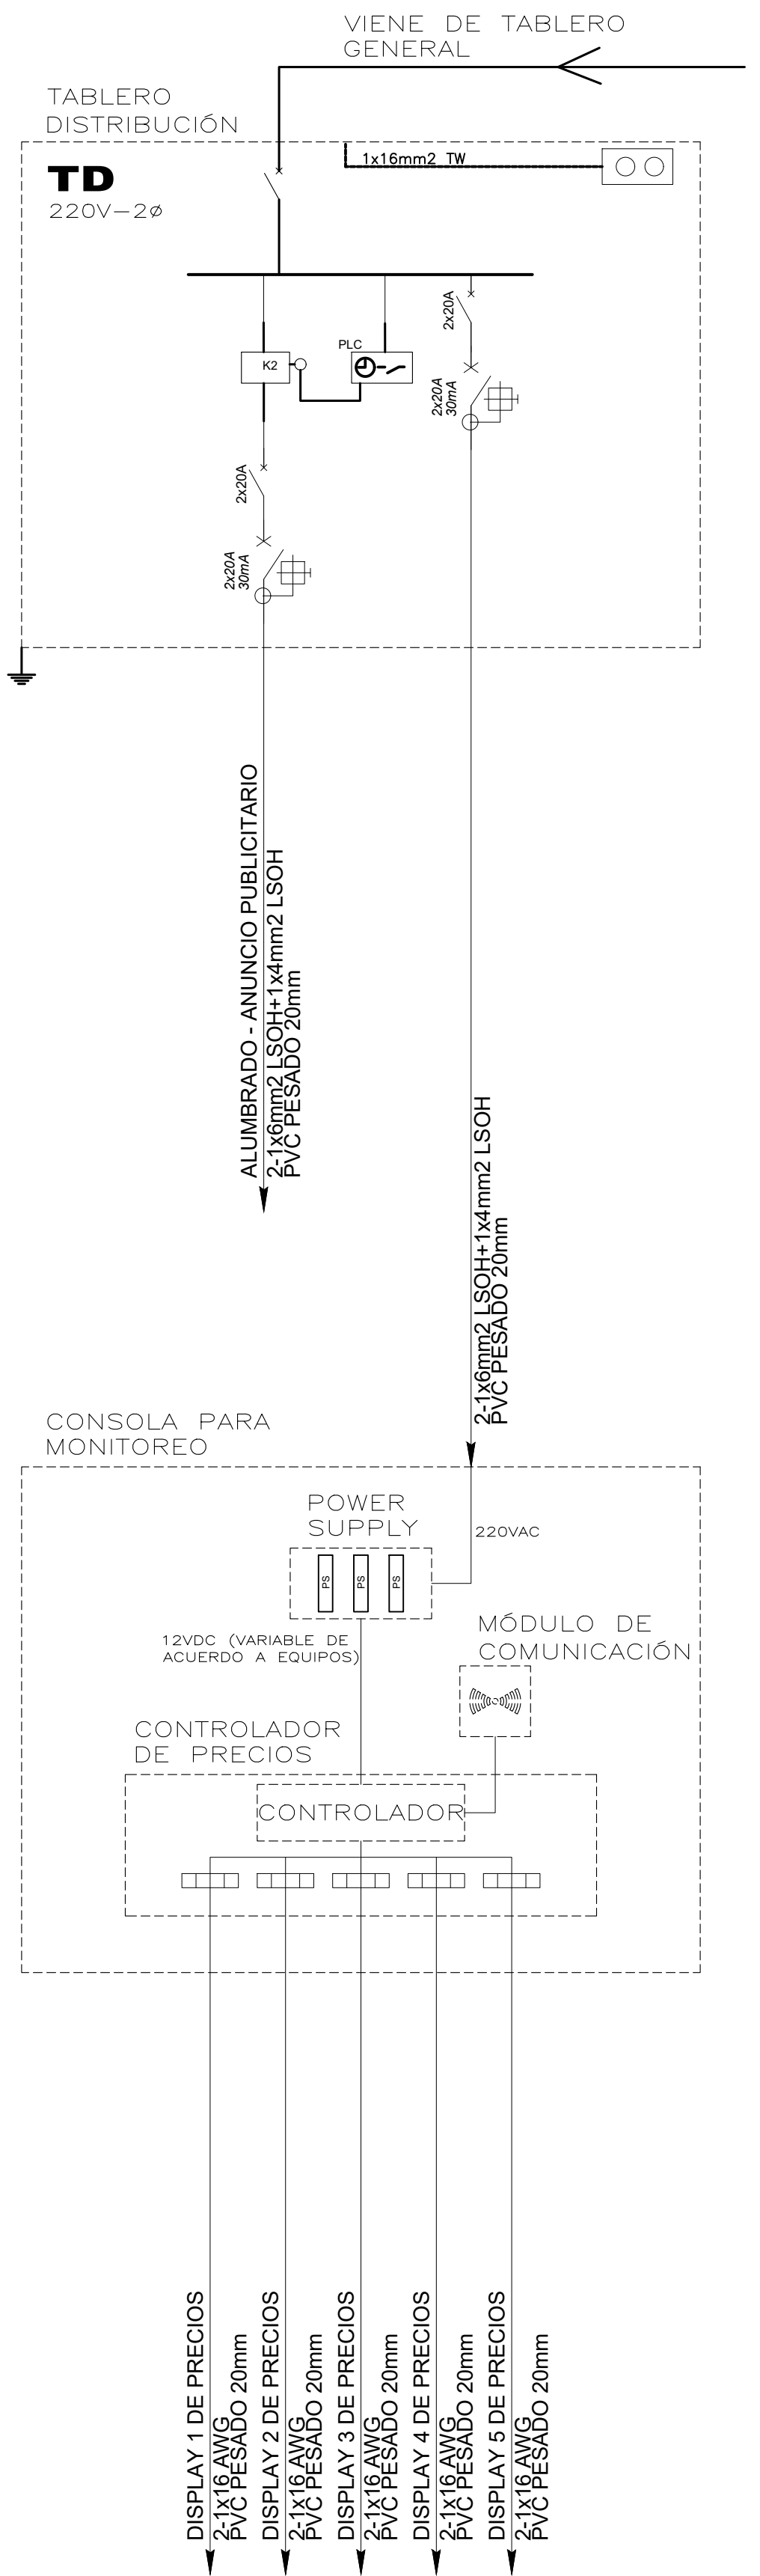 VIENE DE TABLERO
GENERAL
TABLERO
DISTRIBUCIÓN
1x16mm2 TW
TD
220V-2ø
2x20A
PLC
K2
2x20A
30mA
2x20A
2x20A
30mA
ALUMBRADO - ANUNCIO PUBLICITARIO
2-1x6mm2 LSOH+1x4mm2 LSOH
PVC PESADO 20mm
2-1x6mm2 LSOH+1x4mm2 LSOH
PVC PESADO 20mm
CONSOLA PARA
MONITOREO
POWER
SUPPLY
220VAC
PS
PS
PS
MÓDULO DE
COMUNICACIÓN
12VDC (VARIABLE DE
ACUERDO A EQUIPOS)
CONTROLADOR
DE PRECIOS
CONTROLADOR
DISPLAY 1 DE PRECIOS
2-1x16 AWG
PVC PESADO 20mm
DISPLAY 2 DE PRECIOS
2-1x16 AWG
PVC PESADO 20mm
DISPLAY 3 DE PRECIOS
2-1x16 AWG
PVC PESADO 20mm
DISPLAY 4 DE PRECIOS
2-1x16 AWG
PVC PESADO 20mm
DISPLAY 5 DE PRECIOS
2-1x16 AWG
PVC PESADO 20mm